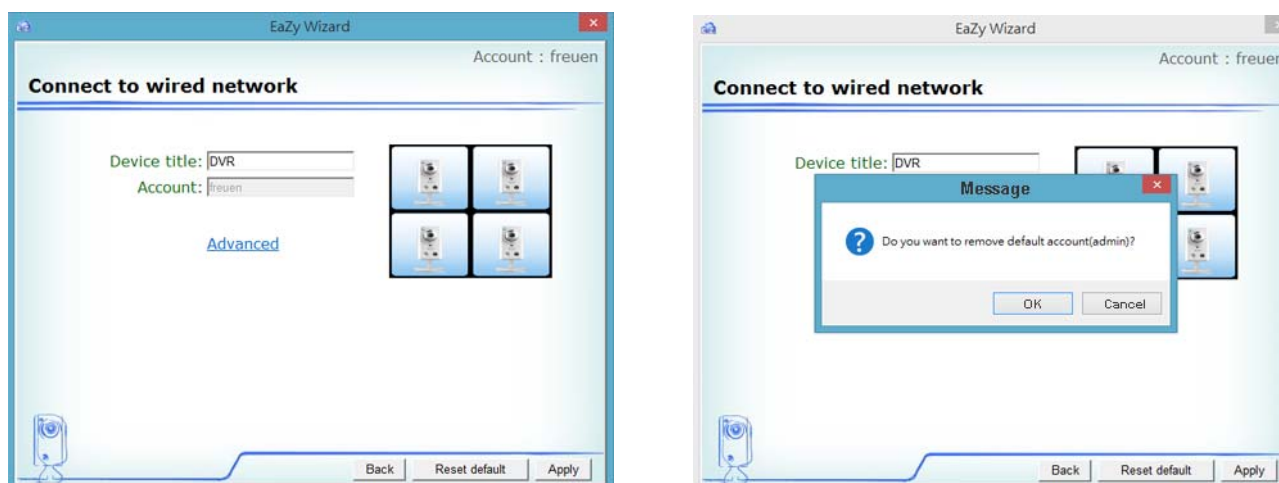 EaZy Wizard
Account : freuen
Connect to wired network
Device title: DVR
Account: freuen
Advanced
Back Reset default Apply
EaZy Wizard
Account : freuen
Connect to wired network
Device title: DVR
Message
Do you want to remove default account(admin)?
OK Cancel
Back Reset default Apply